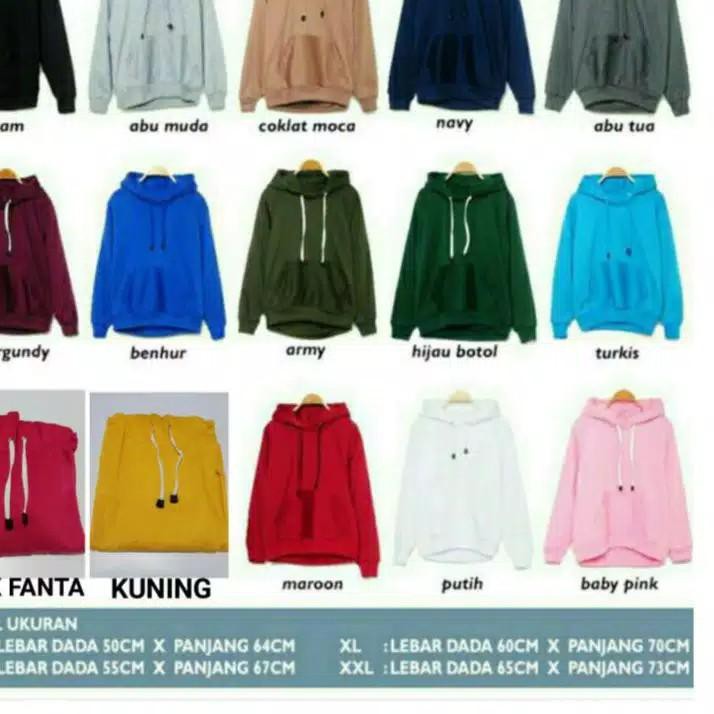 am abu muda coklat moca navy abu tua
rgundy benhur army hijau botol turkis
FANTA KUNING maroon putih baby pink
UKURAN
LEBAR DADA 50CM X PANJANG 64CM XL :LEBAR DADA 60CM X PANJANG 70CM
LEBAR DADA 55CM X PANJANG 67CM XXL :LEBAR DADA 65CM X PANJANG 73CM